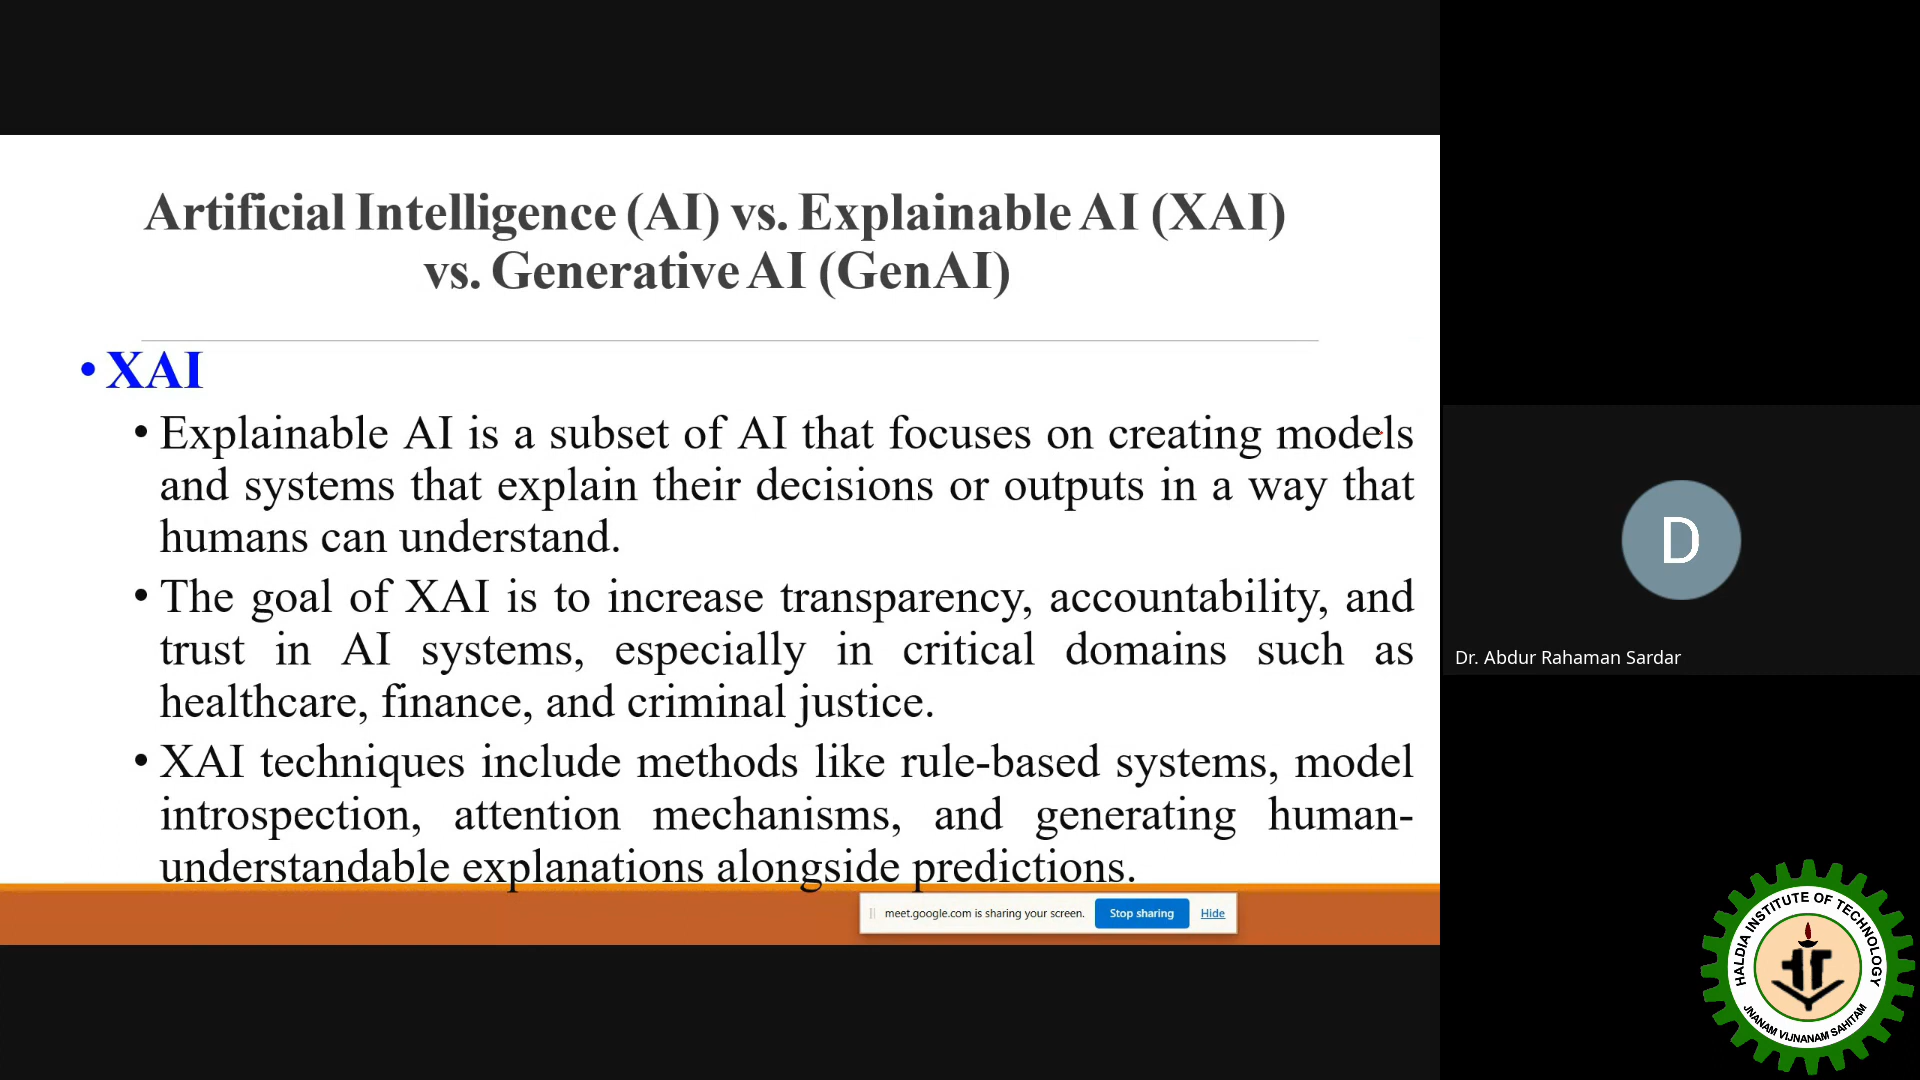 Artificial Intelligence (AI) vs. Explainable AI (XAI)
vs. Generative AI (GenAI)
• XAI
• Explainable AI is a subset of AI that focuses on creating models
and systems that explain their decisions or outputs in a way that
humans can understand.
• The goal of XAI is to increase transparency, accountability, and
trust in AI systems, especially in critical domains such as
healthcare, finance, and criminal justice.
• XAI techniques include methods like rule-based systems, model
introspection, attention mechanisms, and generating human-
understandable explanations alongside predictions.
meet.google.com is sharing your screen. Stop sharing Hide
D
Dr. Abdur Rahaman Sardar
HALDIA INSTITUTE OF TECHNOLOGY
JNANAM VIJNANAM SAHITAM